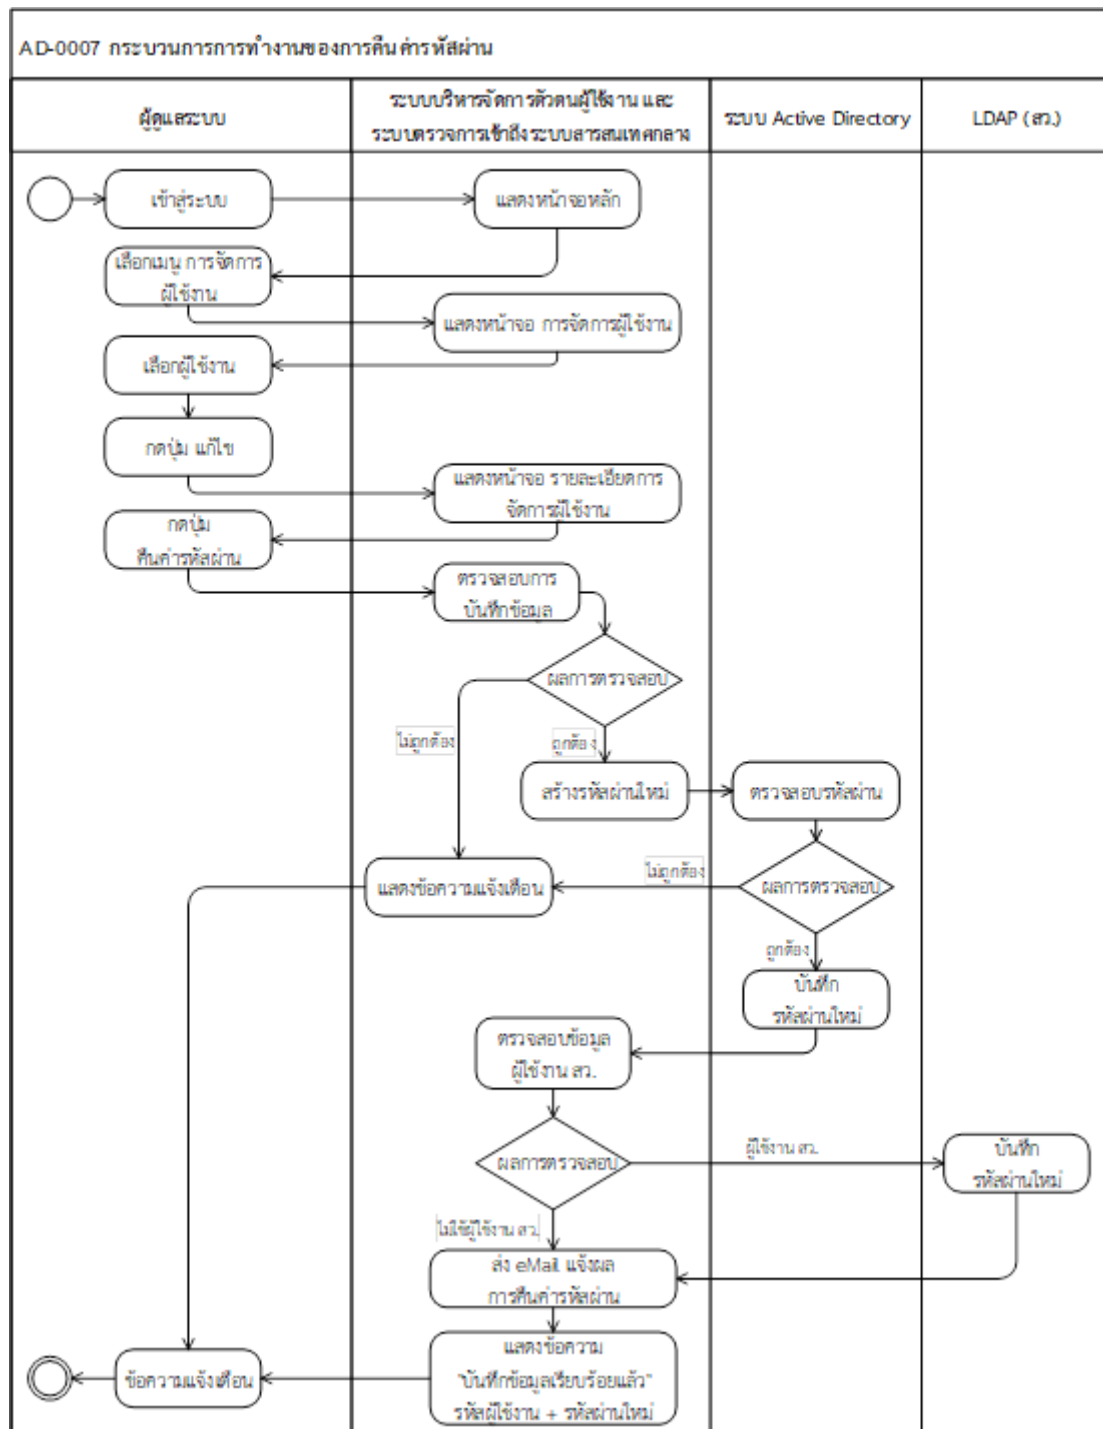 AD-0007 กระบวนการการทำงานของการคืนค่ารหัสผ่าน
ผู้ดูแลระบบ
ระบบบริหารจัดการตัวตนผู้ใช้งาน และ
ระบบตรวจการเข้าถึงระบบสารสนเทศกลาง
ระบบ Active Directory
LDAP (สว.)
เข้าสู่ระบบ
แสดงหน้าจอหลัก
เลือกเมนู การจัดการ
ผู้ใช้งาน
แสดงหน้าจอ การจัดการผู้ใช้งาน
เลือกผู้ใช้งาน
กดปุ่ม แก้ไข
แสดงหน้าจอ รายละเอียดการ
จัดการผู้ใช้งาน
กดปุ่ม
คืนค่ารหัสผ่าน
ตรวจสอบการ
บันทึกข้อมูล
ผลการตรวจสอบ
ไม่ถูกต้อง
ถูกต้อง
สร้างรหัสผ่านใหม่
ตรวจสอบรหัสผ่าน
ไม่ถูกต้อง
แสดงข้อความแจ้งเตือน
ผลการตรวจสอบ
ถูกต้อง
บันทึก
รหัสผ่านใหม่
ตรวจสอบข้อมูล
ผู้ใช้งาน สว.
ผลการตรวจสอบ
ผู้ใช้งาน สว.
บันทึก
รหัสผ่านใหม่
ไม่ใช่ผู้ใช้งาน สว.
ส่ง eMail แจ้งผล
การคืนค่ารหัสผ่าน
แสดงข้อความ
"บันทึกข้อมูลเรียบร้อยแล้ว"
รหัสผู้ใช้งาน + รหัสผ่านใหม่
ข้อความแจ้งเตือน